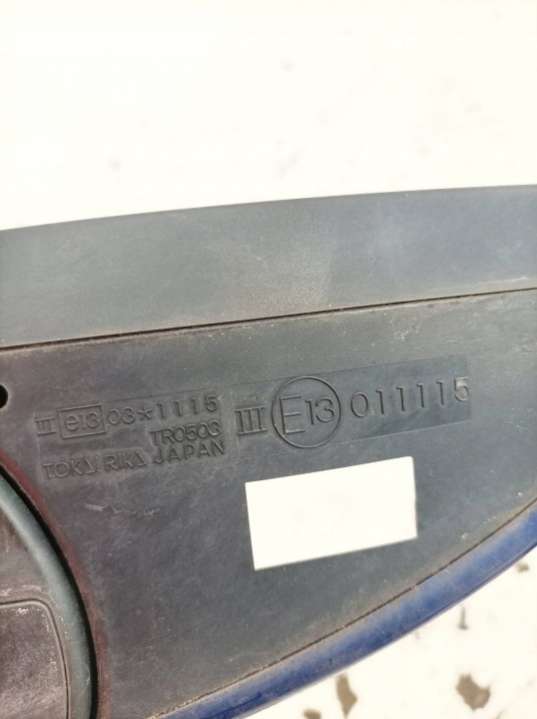 III e13 03*1115
TR0503
TOKAI RIKA JAPAN
III E13 011115